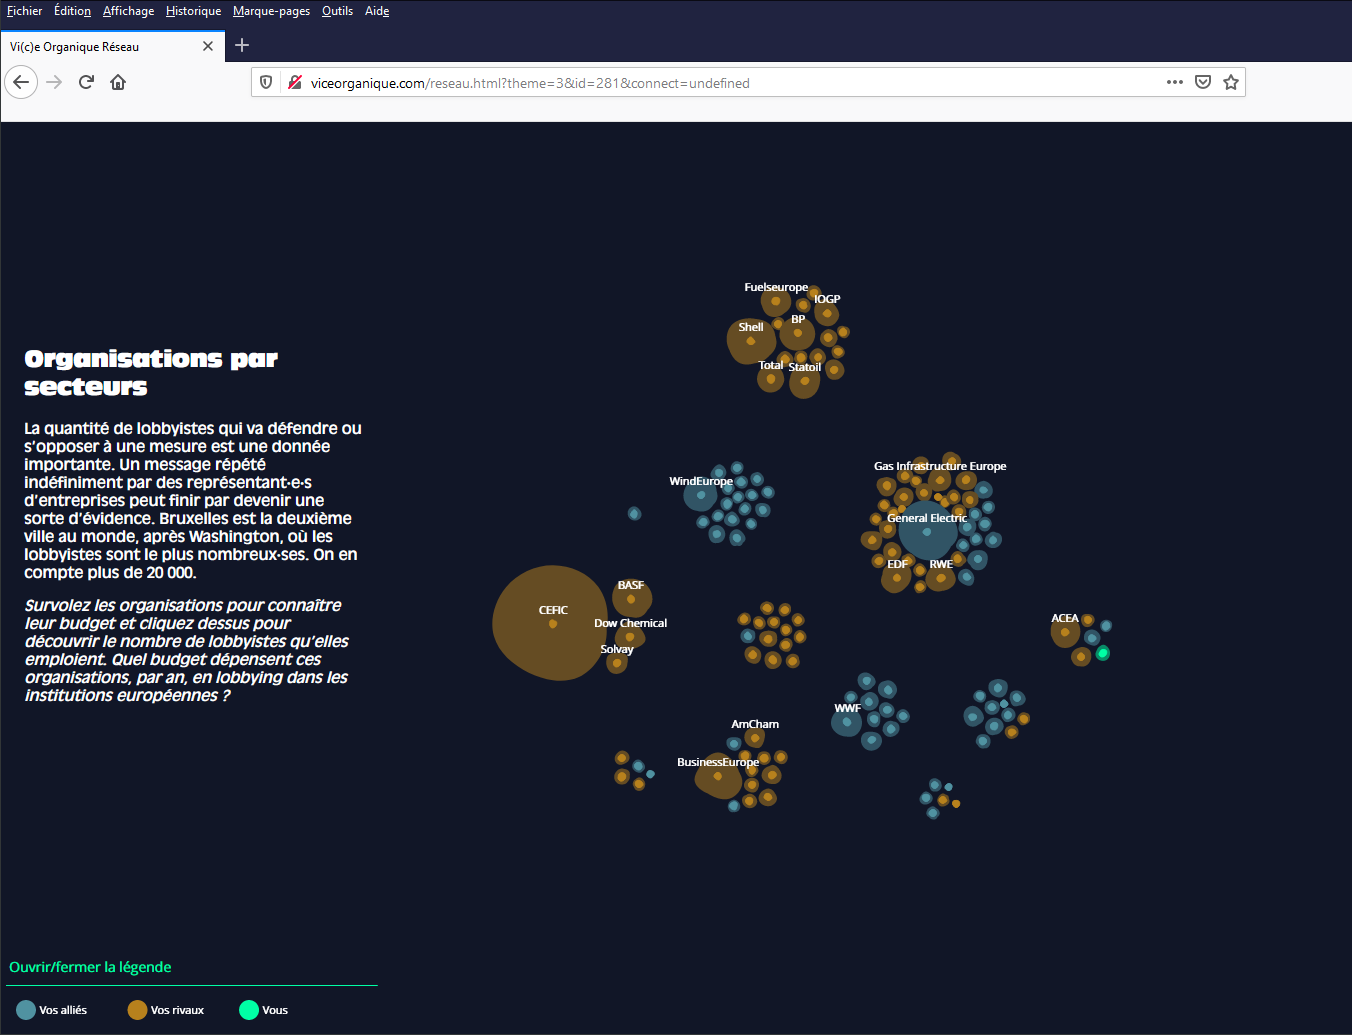 Fichier Édition Affichage Historique Marque-pages Outils Aide
Vi(c)e Organique Réseau
viceorganique.com/reseau.html?theme=3&id=281&connect=undefined
Organisations par
secteurs
La quantité de lobbyistes qui va défendre ou
s'opposer à une mesure est une donnée
importante. Un message répété
indéfiniment par des représentant·e·s
d'entreprises peut finir par devenir une
sorte d'évidence. Bruxelles est la deuxième
ville au monde, après Washington, où les
lobbyistes sont le plus nombreux·ses. On en
compte plus de 20 000.
Survolez les organisations pour connaître
leur budget et cliquez dessus pour
découvrir le nombre de lobbyistes qu'elles
emploient. Quel budget dépensent ces
organisations, par an, en lobbying dans les
institutions européennes ?
Fuelseurope
IOGP
BP
Shell
Total
Statoil
Gas Infrastructure Europe
WindEurope
General Electric
EDF
RWE
BASF
CEFIC
Dow Chemical
Solvay
ACEA
WWF
AmCham
BusinessEurope
Ouvrir/fermer la légende
Vos alliés
Vos rivaux
Vous